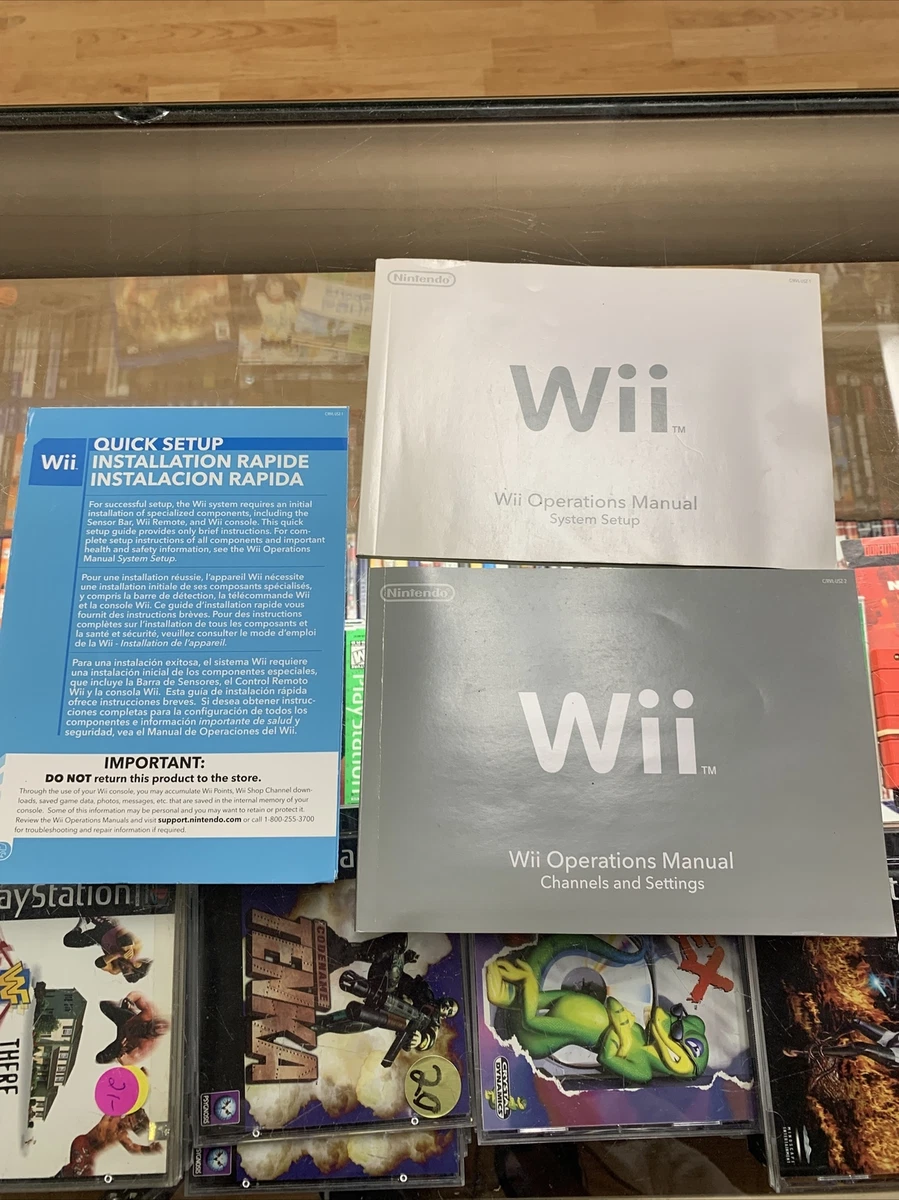 Nintendo
Wii
TM
Wii Operations Manual
System Setup
Wii
QUICK SETUP
INSTALLATION RAPIDE
INSTALACION RAPIDA
For successful setup, the Wii system requires an initial
installation of specialized components, including the
Sensor Bar, Wii Remote, and Wii console. This quick
setup guide provides only brief instructions. For com-
plete setup instructions of all components and important
health and safety information, see the Wii Operations
Manual System Setup.
Pour une installation réussie, l'appareil Wii nécessite
une installation initiale de ses composants spécialisés,
y compris la barre de détection, la télécommande Wii
et la console Wii. Ce guide d'installation rapide vous
fournit des instructions brèves. Pour des instructions
complètes sur l'installation de tous les composants et
la santé et sécurité, veuillez consulter le mode d'emploi
de la Wii - Installation de l'appareil.
Para una instalación exitosa, el sistema Wii requiere
una instalación inicial de los componentes especiales,
que incluye la Barra de Sensores, el Control Remoto
Wii y la consola Wii. Esta guía de instalación rápida
ofrece instrucciones breves. Si desea obtener instruc-
ciones completas para la configuración de todos los
componentes e información importante de salud y
seguridad, vea el Manual de Operaciones del Wii.
IMPORTANT:
DO NOT return this product to the store.
Through the use of your Wii console, you may accumulate Wii Points, Wii Shop Channel down-
loads, saved game data, photos, messages, etc. that are saved in the internal memory of your
console. Some of this information may be personal and you may want to retain or protect it.
Review the Wii Operations Manuals and visit support.nintendo.com or call 1-800-255-3700
for troubleshooting and repair information if required.
Nintendo
Wii
TM
Wii Operations Manual
Channels and Settings
PlayStation
ayStation
WF
THERE
21-
CODENAME
TENKA
20
PSYGNOSIS
PSYGNOSIS
EX
CRYSTAL
DYNAMICS